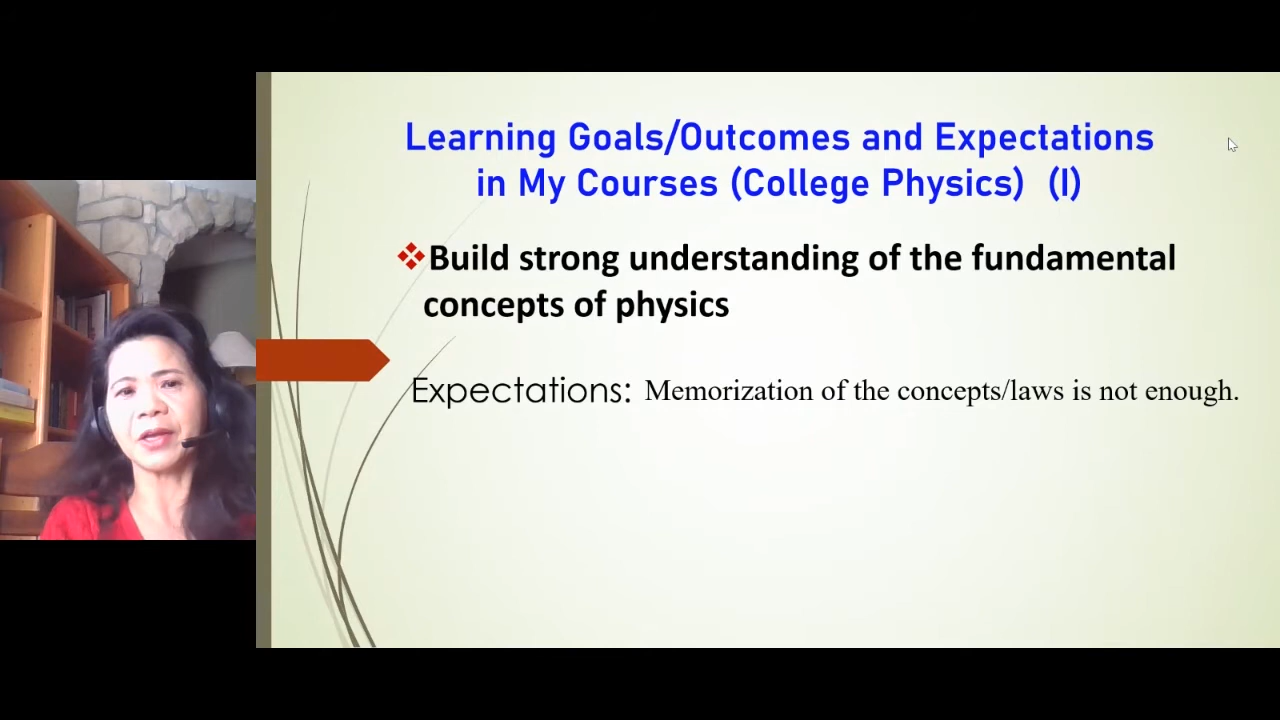 Learning Goals/Outcomes and Expectations
in My Courses (College Physics) (I)
Build strong understanding of the fundamental
concepts of physics
Expectations: Memorization of the concepts/laws is not enough.